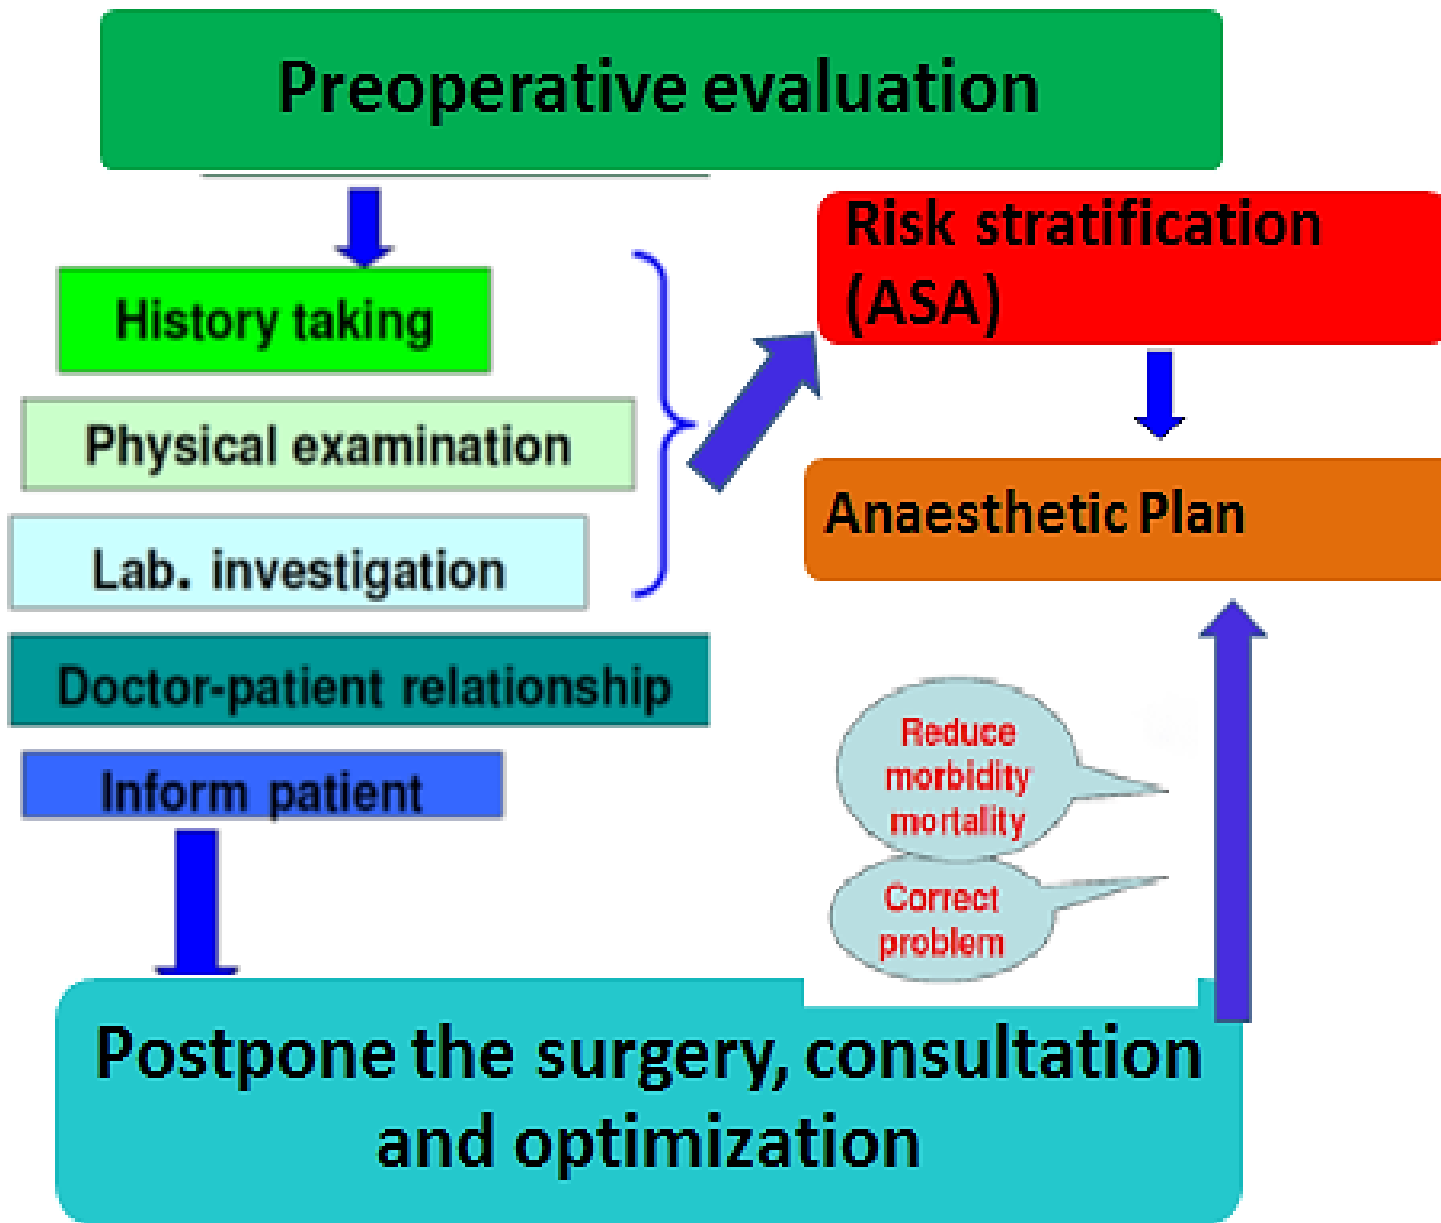 Preoperative evaluation
History taking
Physical examination
Lab. investigation
Doctor-patient relationship
Inform patient
Risk stratification
(ASA)
Anaesthetic Plan
Reduce
morbidity
mortality
Correct
problem
Postpone the surgery, consultation
and optimization